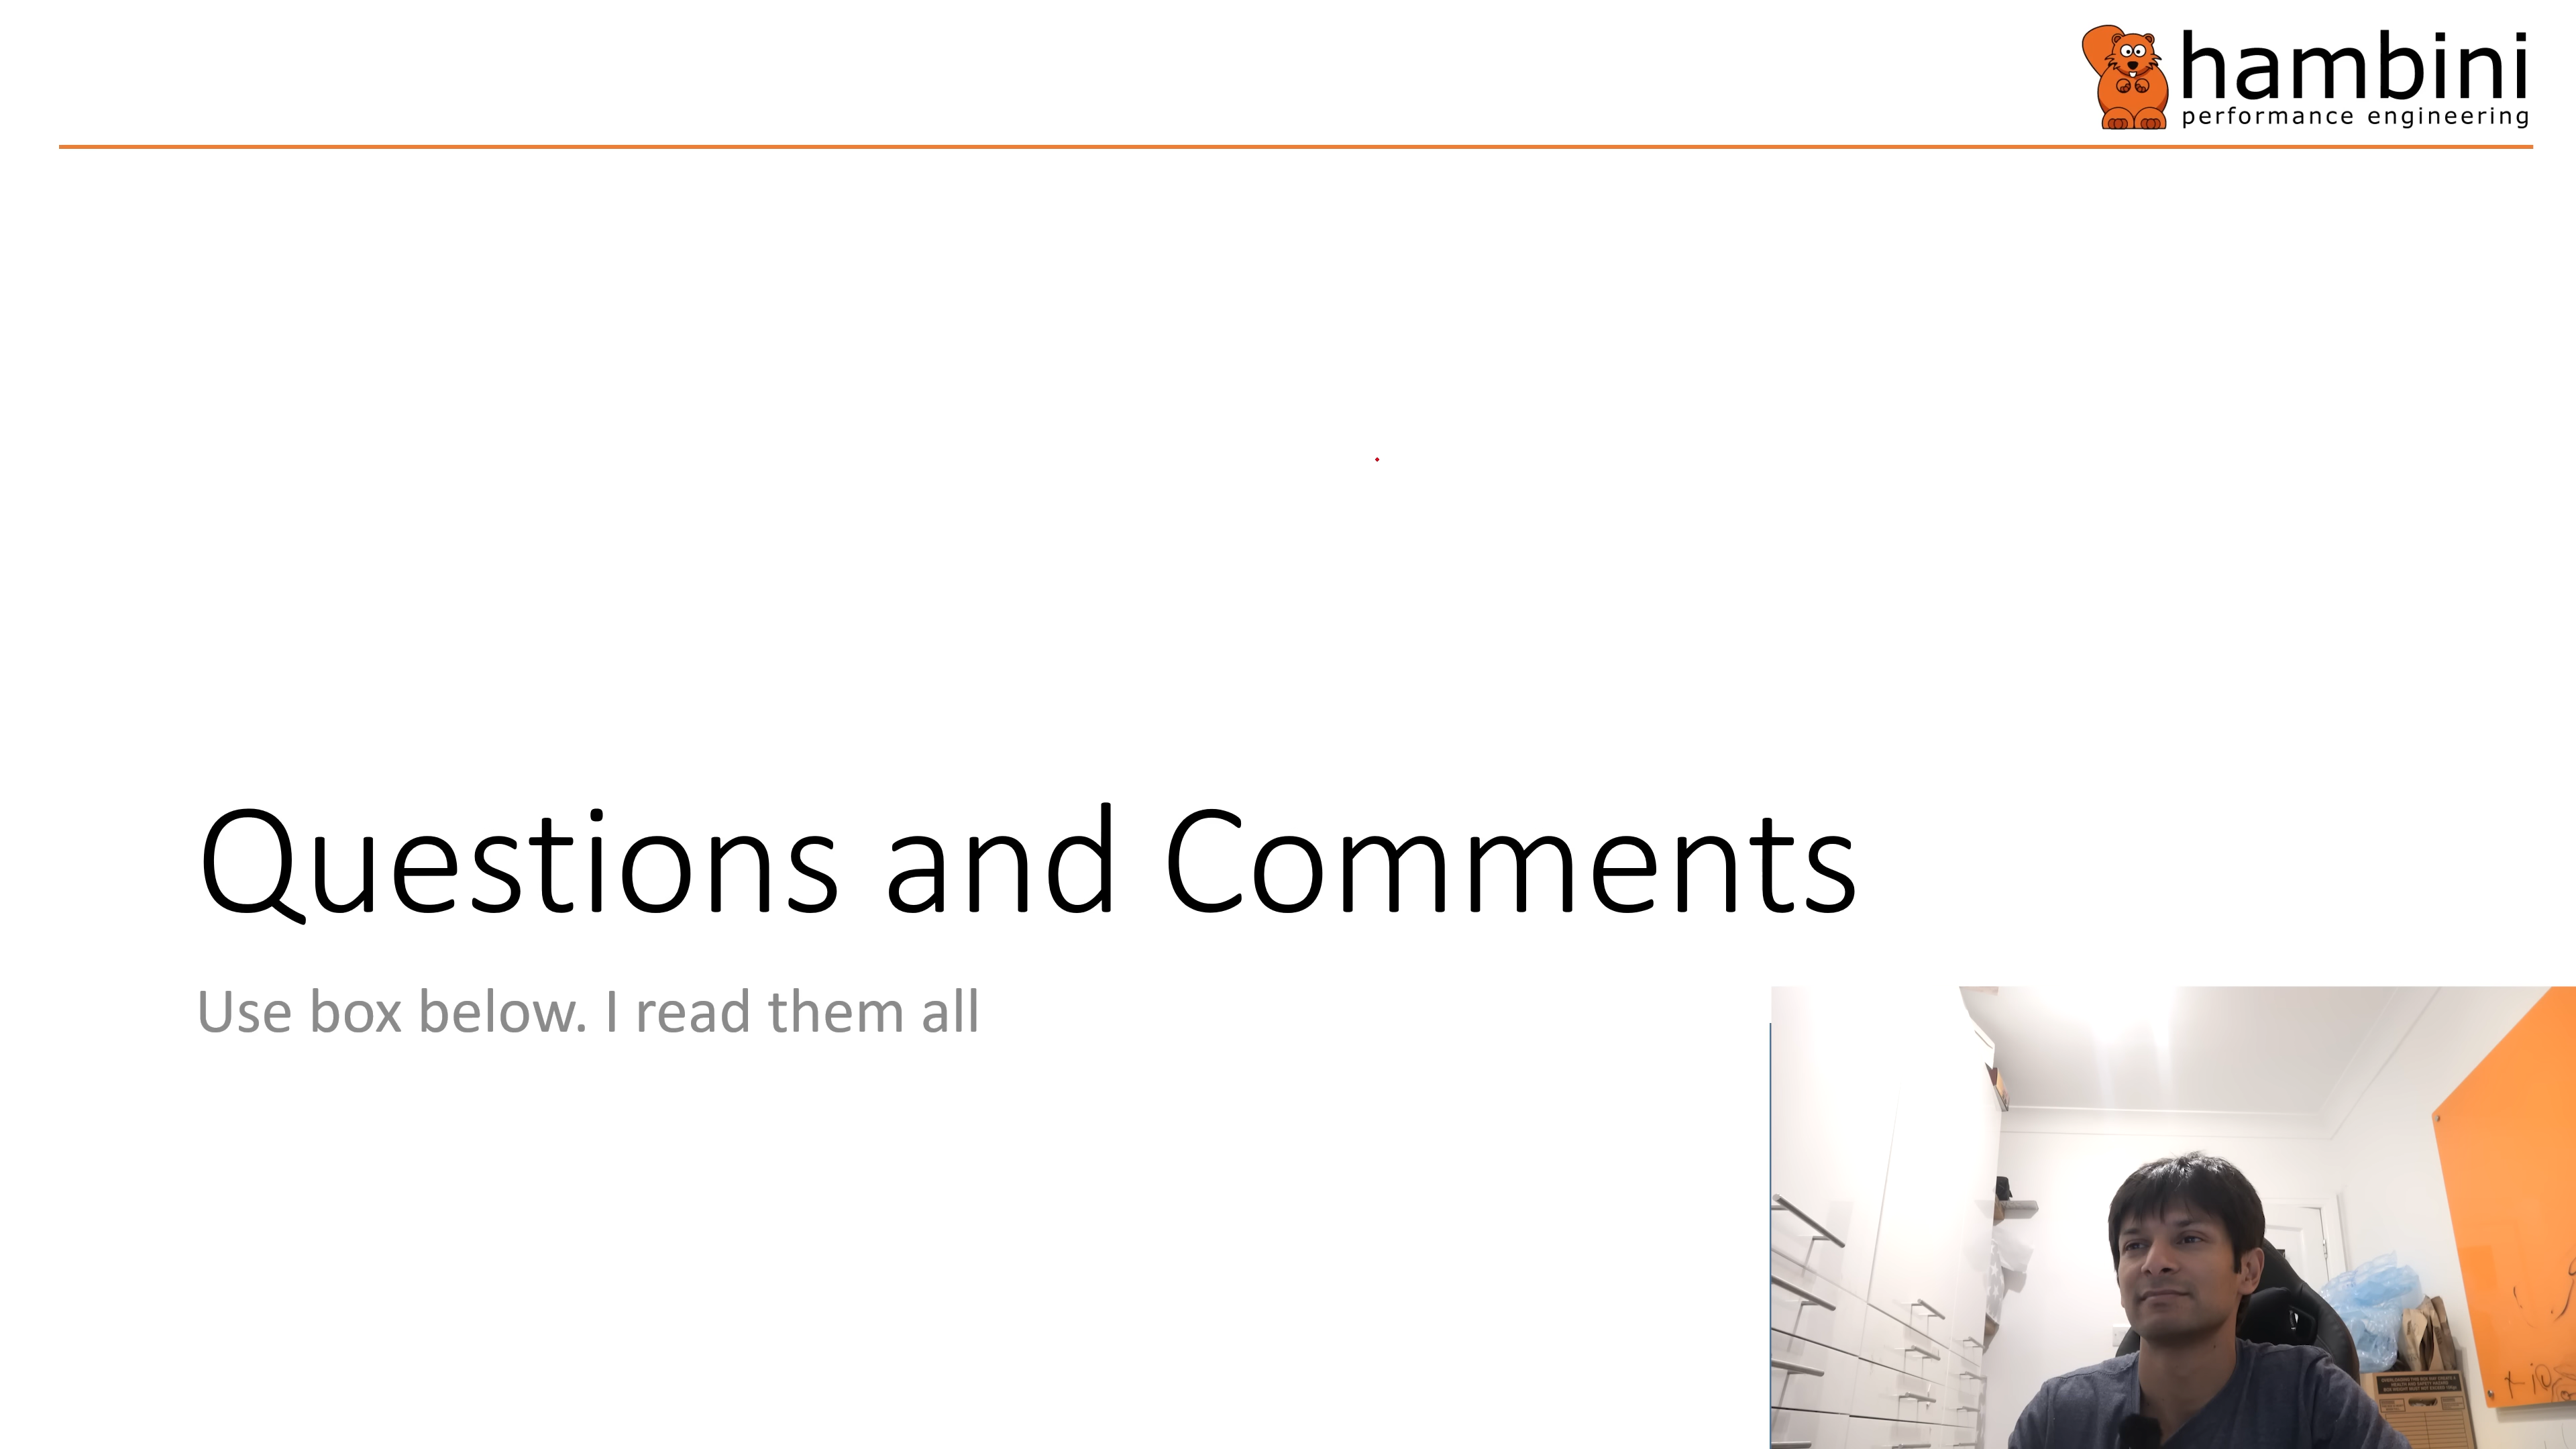 hambini
performance engineering
Questions and Comments
Use box below. I read them all